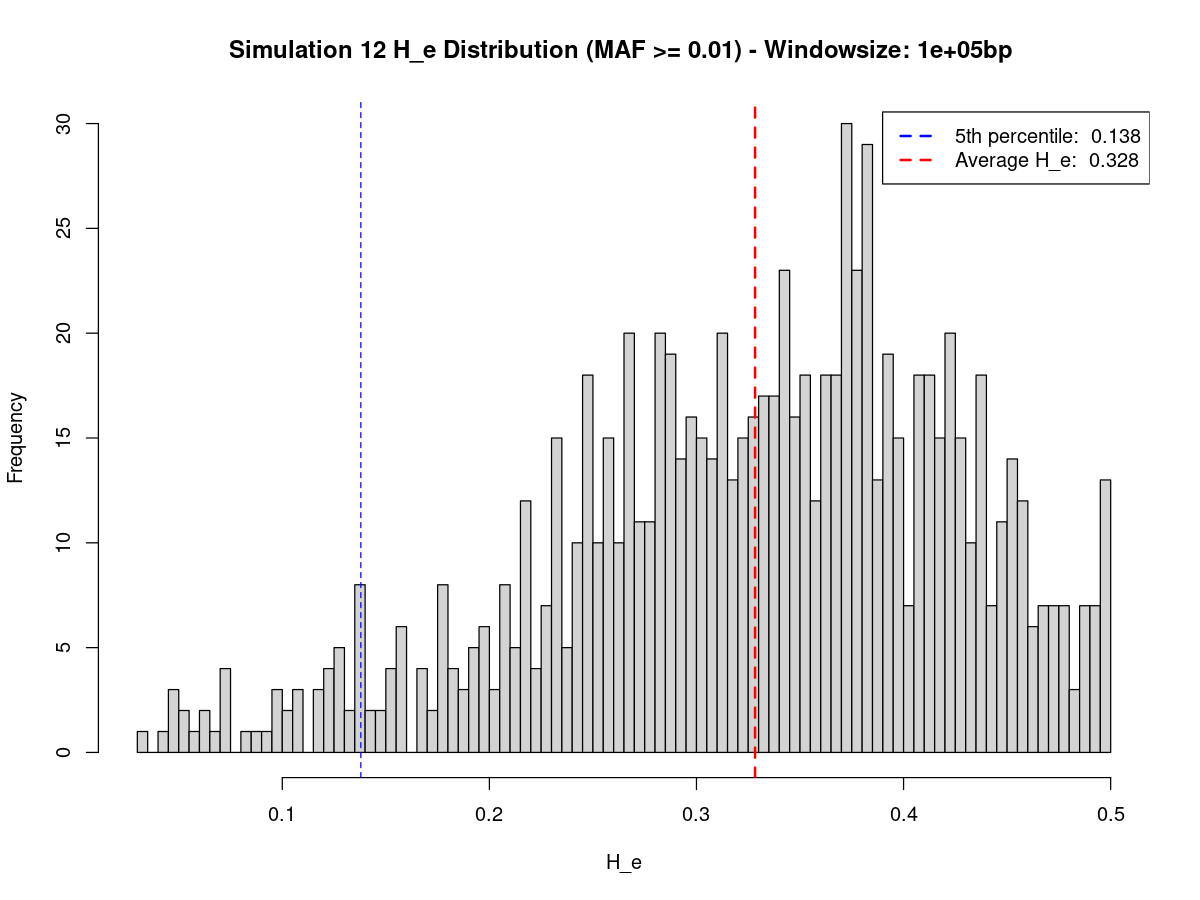 Simulation 12 H_e Distribution (MAF >= 0.01) - Windowsize: 1e+05bp
5th percentile: 0.138
Average H_e: 0.328
Frequency
30
25
20
15
10
5
0
0.1 0.2 0.3 0.4 0.5
H_e